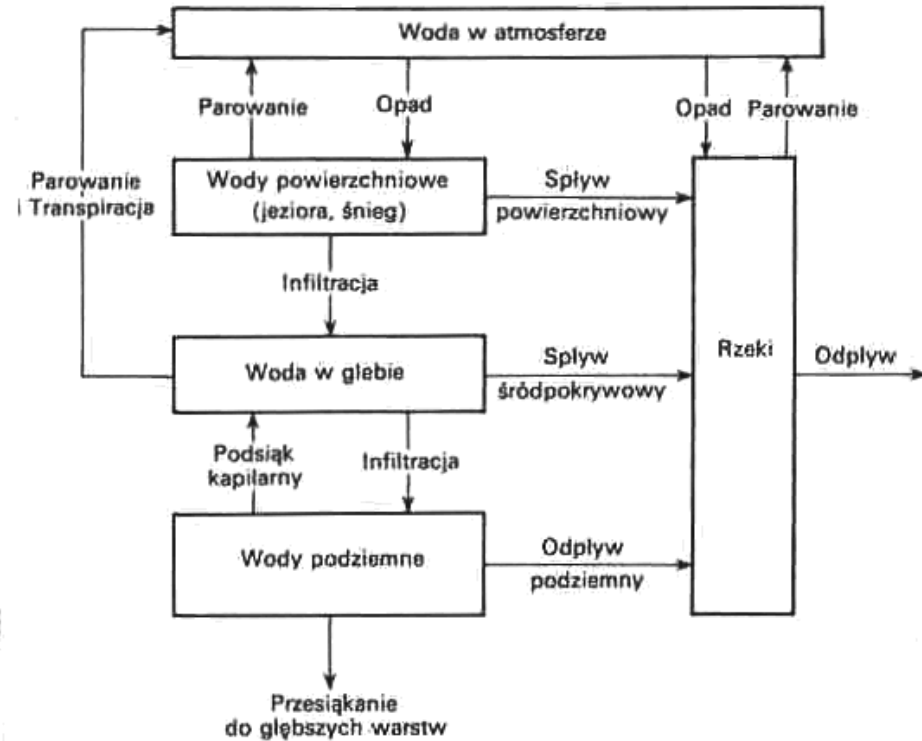 Woda w atmosferze
Parowanie
Opad
Opad
Parowanie
Parowanie
i Transpiracja
Wody powierzchniowe
(jeziora, śnieg)
Spływ
powierzchniowy
Infiltracja
Woda w glebie
Spływ
śródpokrywowy
Rzeki
Odpływ
Podsiąk
kapilarny
Infiltracja
Wody podziemne
Odpływ
podziemny
Przesiąkanie
do głębszych warstw